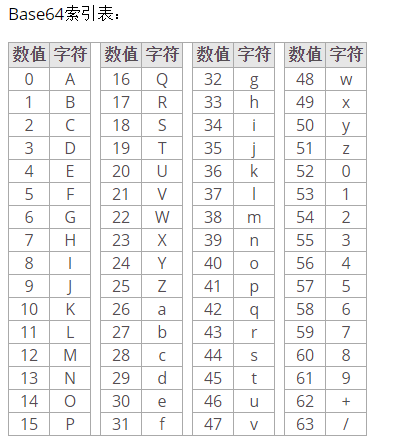 Base64索引表：
数值 字符 数值 字符 数值 字符 数值 字符
0 A 16 Q 32 g 48 w
1 B 17 R 33 h 49 x
2 C 18 S 34 i 50 y
3 D 19 T 35 j 51 z
4 E 20 U 36 k 52 0
5 F 21 V 37 l 53 1
6 G 22 W 38 m 54 2
7 H 23 X 39 n 55 3
8 I 24 Y 40 o 56 4
9 J 25 Z 41 p 57 5
10 K 26 a 42 q 58 6
11 L 27 b 43 r 59 7
12 M 28 c 44 s 60 8
13 N 29 d 45 t 61 9
14 O 30 e 46 u 62 +
15 P 31 f 47 v 63 /